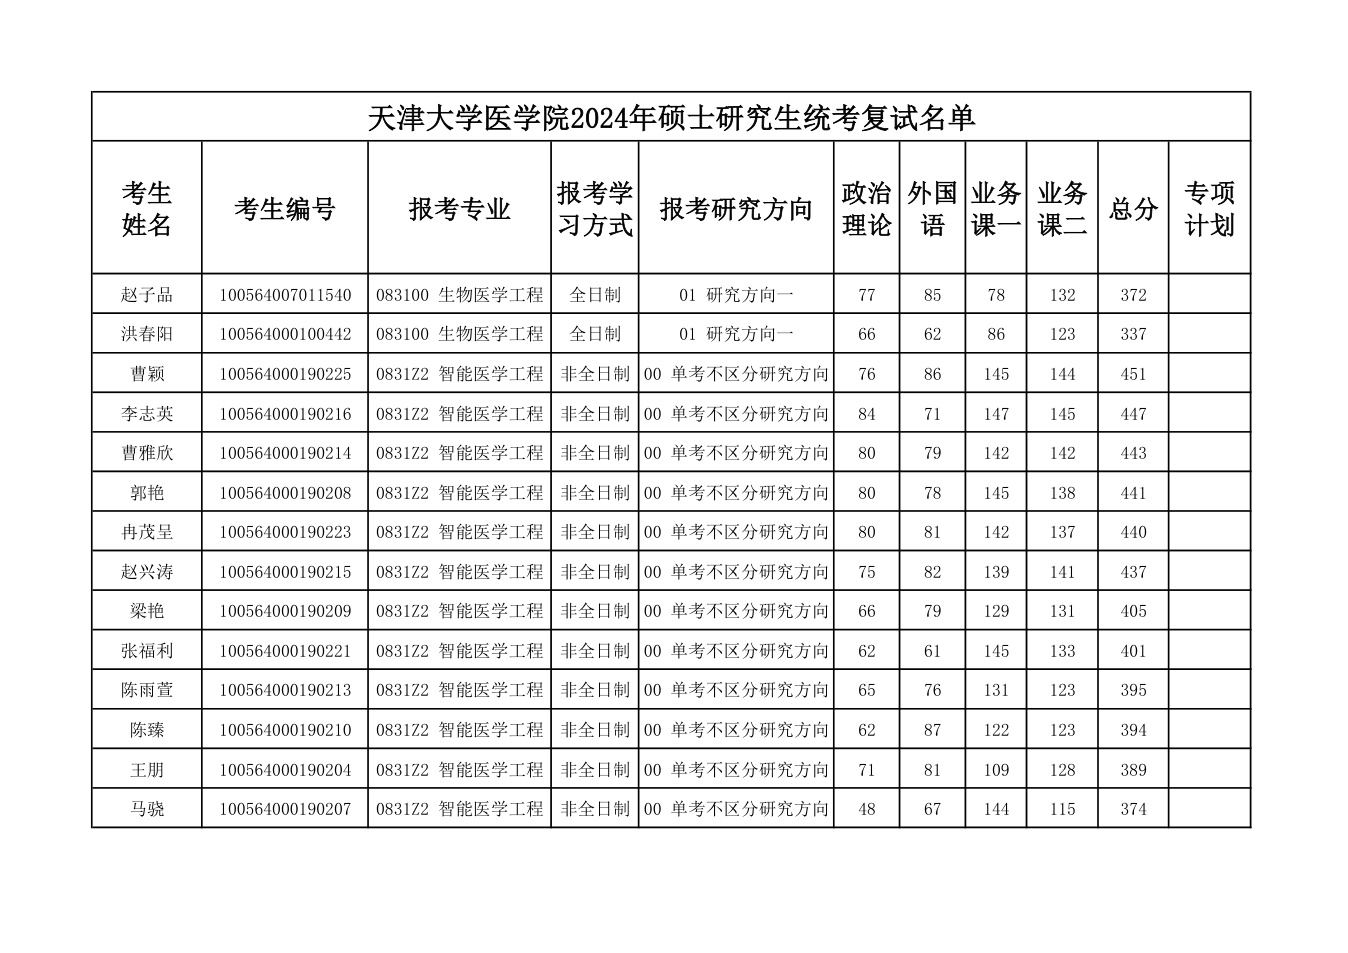 天津大学医学院2024年硕士研究生统考复试名单
考生姓名 考生编号 报考专业 报考学习方式 报考研究方向 政治理论 外国语 业务课一 业务课二 总分 专项计划
赵子品 100564007011540 083100 生物医学工程 全日制 01 研究方向一 77 85 78 132 372
洪春阳 100564000100442 083100 生物医学工程 全日制 01 研究方向一 66 62 86 123 337
曹颖 100564000190225 0831Z2 智能医学工程 非全日制 00 单考不区分研究方向 76 86 145 144 451
李志英 100564000190216 0831Z2 智能医学工程 非全日制 00 单考不区分研究方向 84 71 147 145 447
曹雅欣 100564000190214 0831Z2 智能医学工程 非全日制 00 单考不区分研究方向 80 79 142 142 443
郭艳 100564000190208 0831Z2 智能医学工程 非全日制 00 单考不区分研究方向 80 78 145 138 441
冉茂呈 100564000190223 0831Z2 智能医学工程 非全日制 00 单考不区分研究方向 80 81 142 137 440
赵兴涛 100564000190215 0831Z2 智能医学工程 非全日制 00 单考不区分研究方向 75 82 139 141 437
梁艳 100564000190209 0831Z2 智能医学工程 非全日制 00 单考不区分研究方向 66 79 129 131 405
张福利 100564000190221 0831Z2 智能医学工程 非全日制 00 单考不区分研究方向 62 61 145 133 401
陈雨萱 100564000190213 0831Z2 智能医学工程 非全日制 00 单考不区分研究方向 65 76 131 123 395
陈臻 100564000190210 0831Z2 智能医学工程 非全日制 00 单考不区分研究方向 62 87 122 123 394
王朋 100564000190204 0831Z2 智能医学工程 非全日制 00 单考不区分研究方向 71 81 109 128 389
马骁 100564000190207 0831Z2 智能医学工程 非全日制 00 单考不区分研究方向 48 67 144 115 374